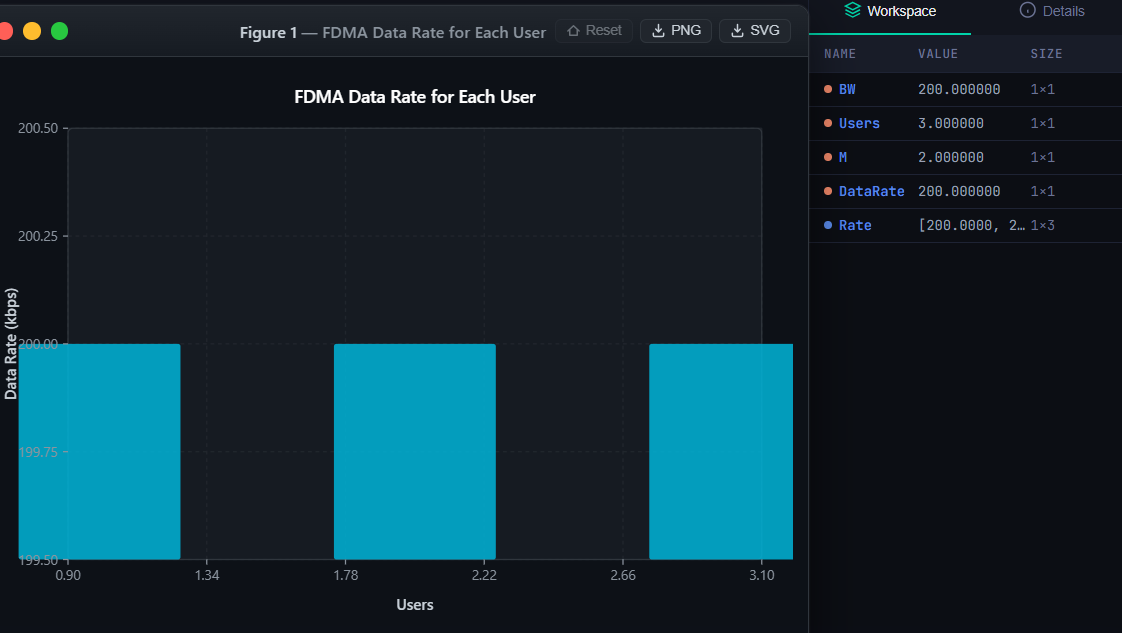 Figure 1 — FDMA Data Rate for Each User
Reset
PNG
SVG
FDMA Data Rate for Each User
200.50
200.25
200.00
199.75
199.50
Data Rate (kbps)
0.90 1.34 1.78 2.22 2.66 3.10
Users
Workspace
Details
NAME VALUE SIZE
BW 200.000000 1×1
Users 3.000000 1×1
M 2.000000 1×1
DataRate 200.000000 1×1
Rate [200.0000, 2… 1×3